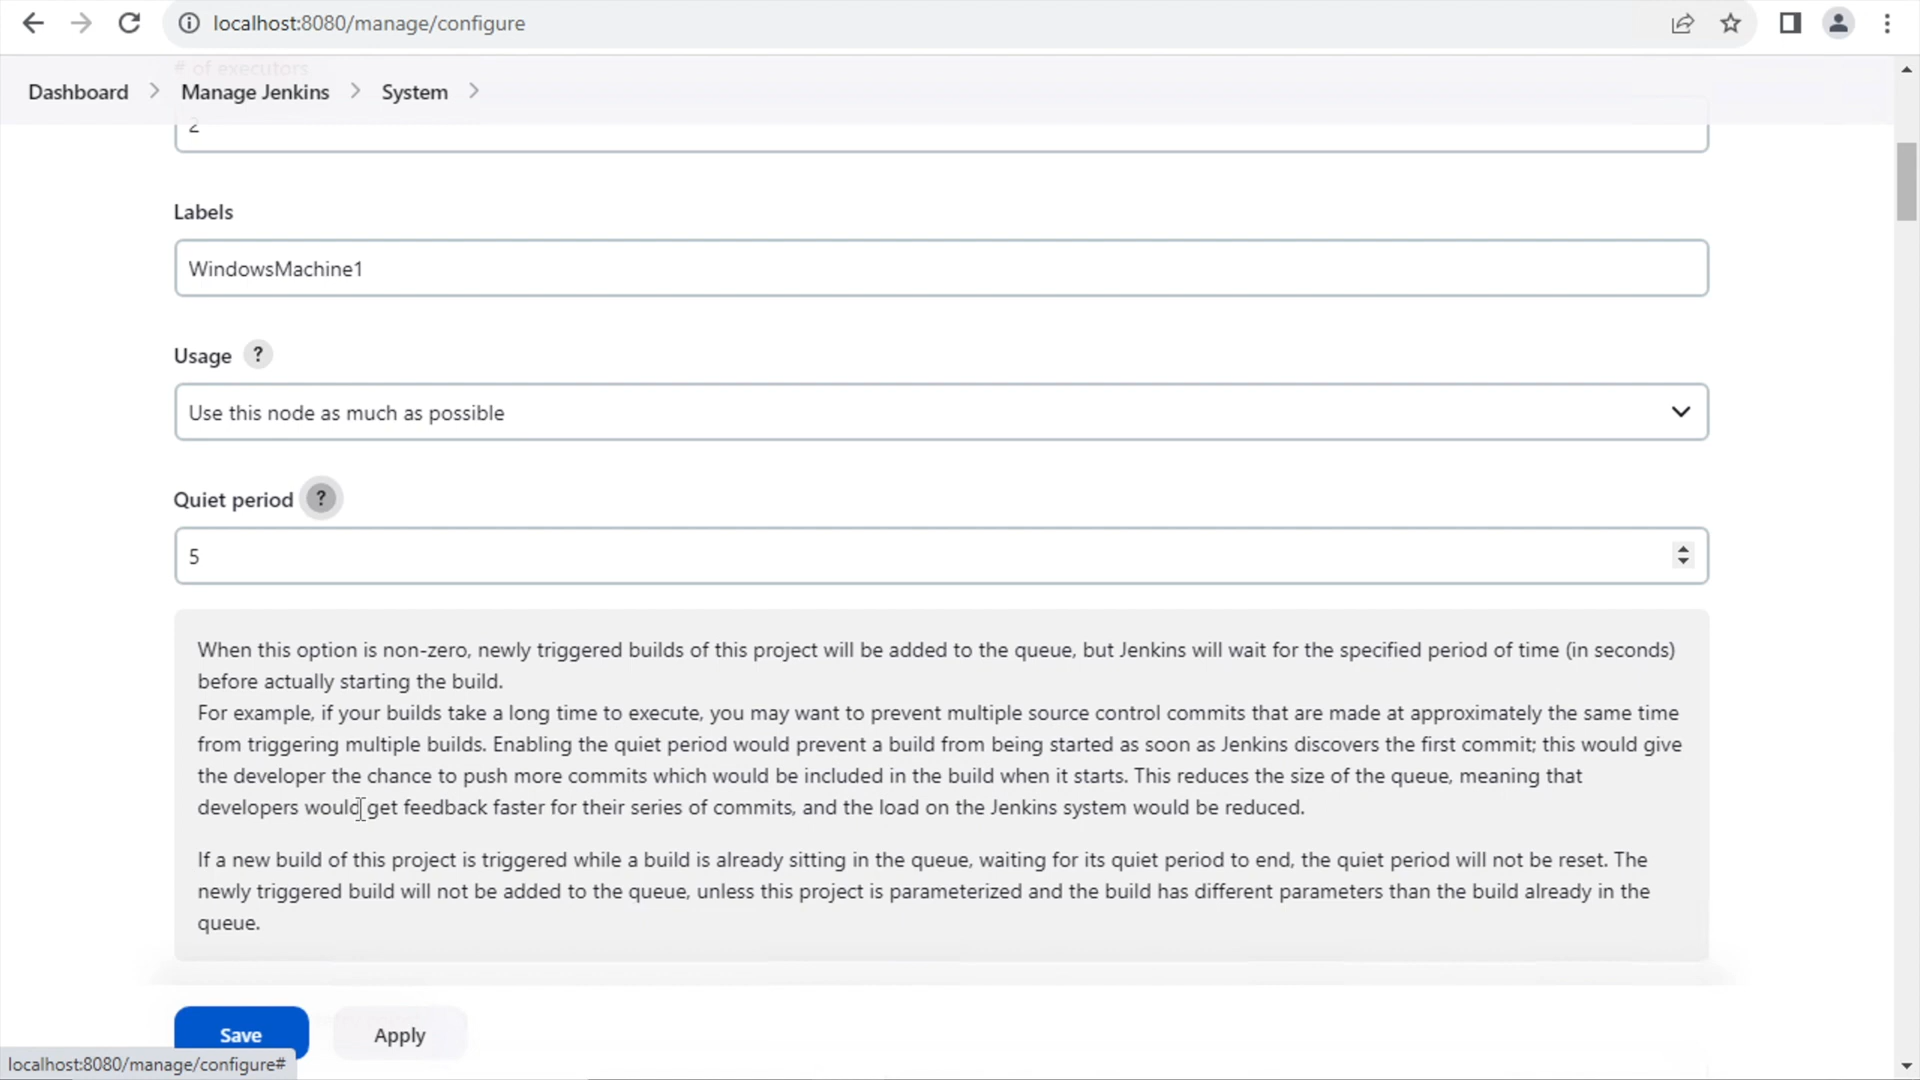 localhost:8080/manage/configure
# of executors
Dashboard > Manage Jenkins > System >
2
Labels
WindowsMachine1
Usage ?
Use this node as much as possible
Quiet period ?
5
When this option is non-zero, newly triggered builds of this project will be added to the queue, but Jenkins will wait for the specified period of time (in seconds)
before actually starting the build.
For example, if your builds take a long time to execute, you may want to prevent multiple source control commits that are made at approximately the same time
from triggering multiple builds. Enabling the quiet period would prevent a build from being started as soon as Jenkins discovers the first commit; this would give
the developer the chance to push more commits which would be included in the build when it starts. This reduces the size of the queue, meaning that
developers would get feedback faster for their series of commits, and the load on the Jenkins system would be reduced.
If a new build of this project is triggered while a build is already sitting in the queue, waiting for its quiet period to end, the quiet period will not be reset. The
newly triggered build will not be added to the queue, unless this project is parameterized and the build has different parameters than the build already in the
queue.
Save Apply
localhost:8080/manage/configure#